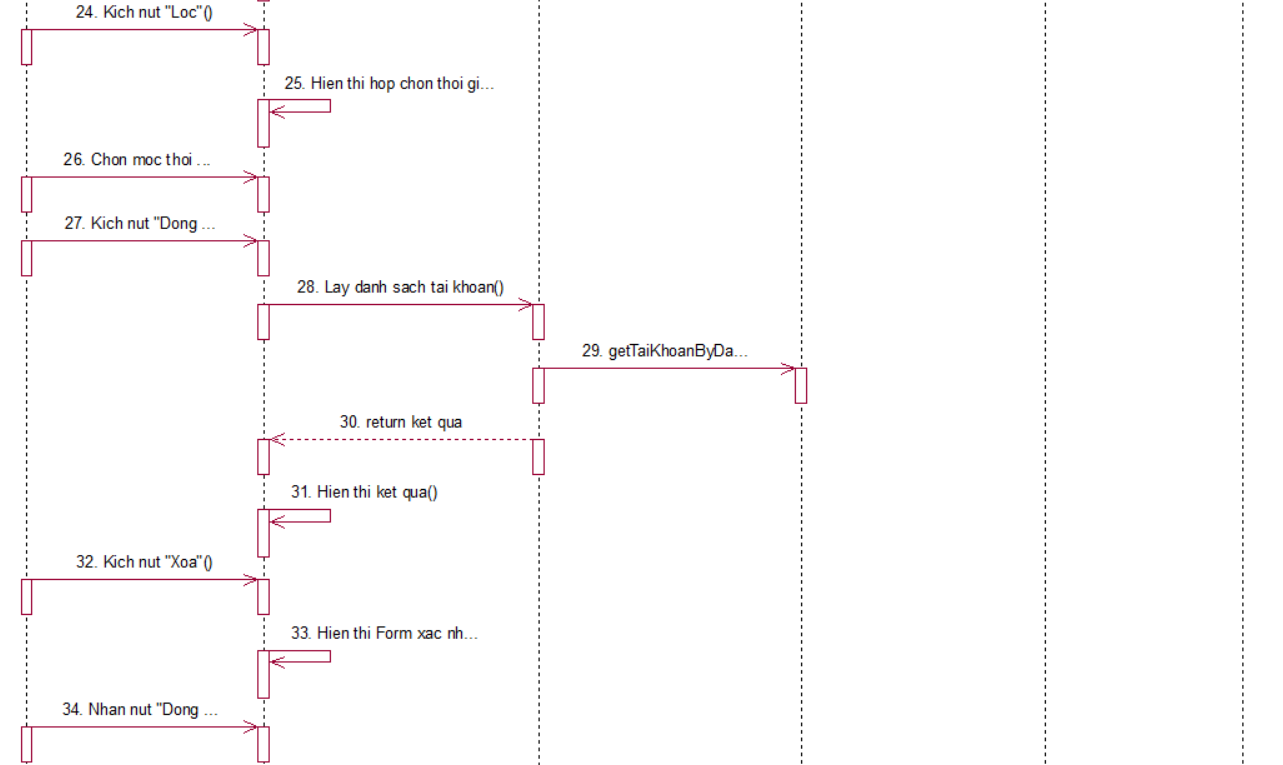 24. Kich nut "Loc"()
25. Hien thi hop chon thoi gi...
26. Chon moc thoi ...
27. Kich nut "Dong ...
28. Lay danh sach tai khoan()
29. getTaiKhoanByDa...
30. return ket qua
31. Hien thi ket qua()
32. Kich nut "Xoa"()
33. Hien thi Form xac nh...
34. Nhan nut "Dong ...